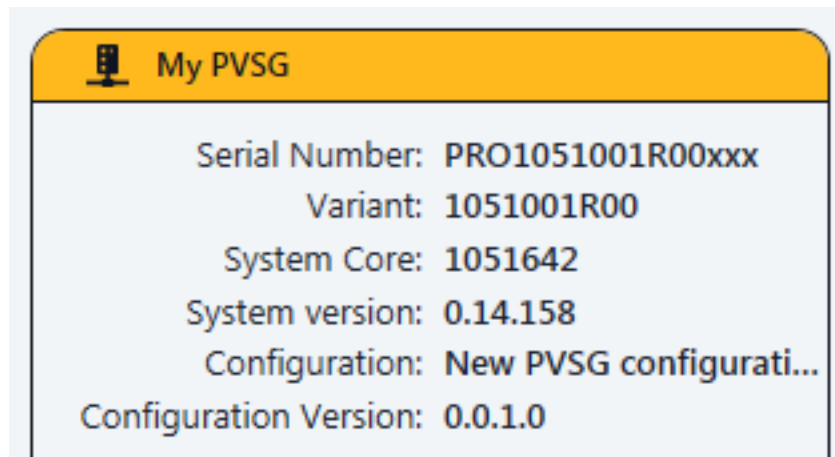 My PVSG
Serial Number: PRO1051001R00xxx
Variant: 1051001R00
System Core: 1051642
System version: 0.14.158
Configuration: New PVSG configurati...
Configuration Version: 0.0.1.0